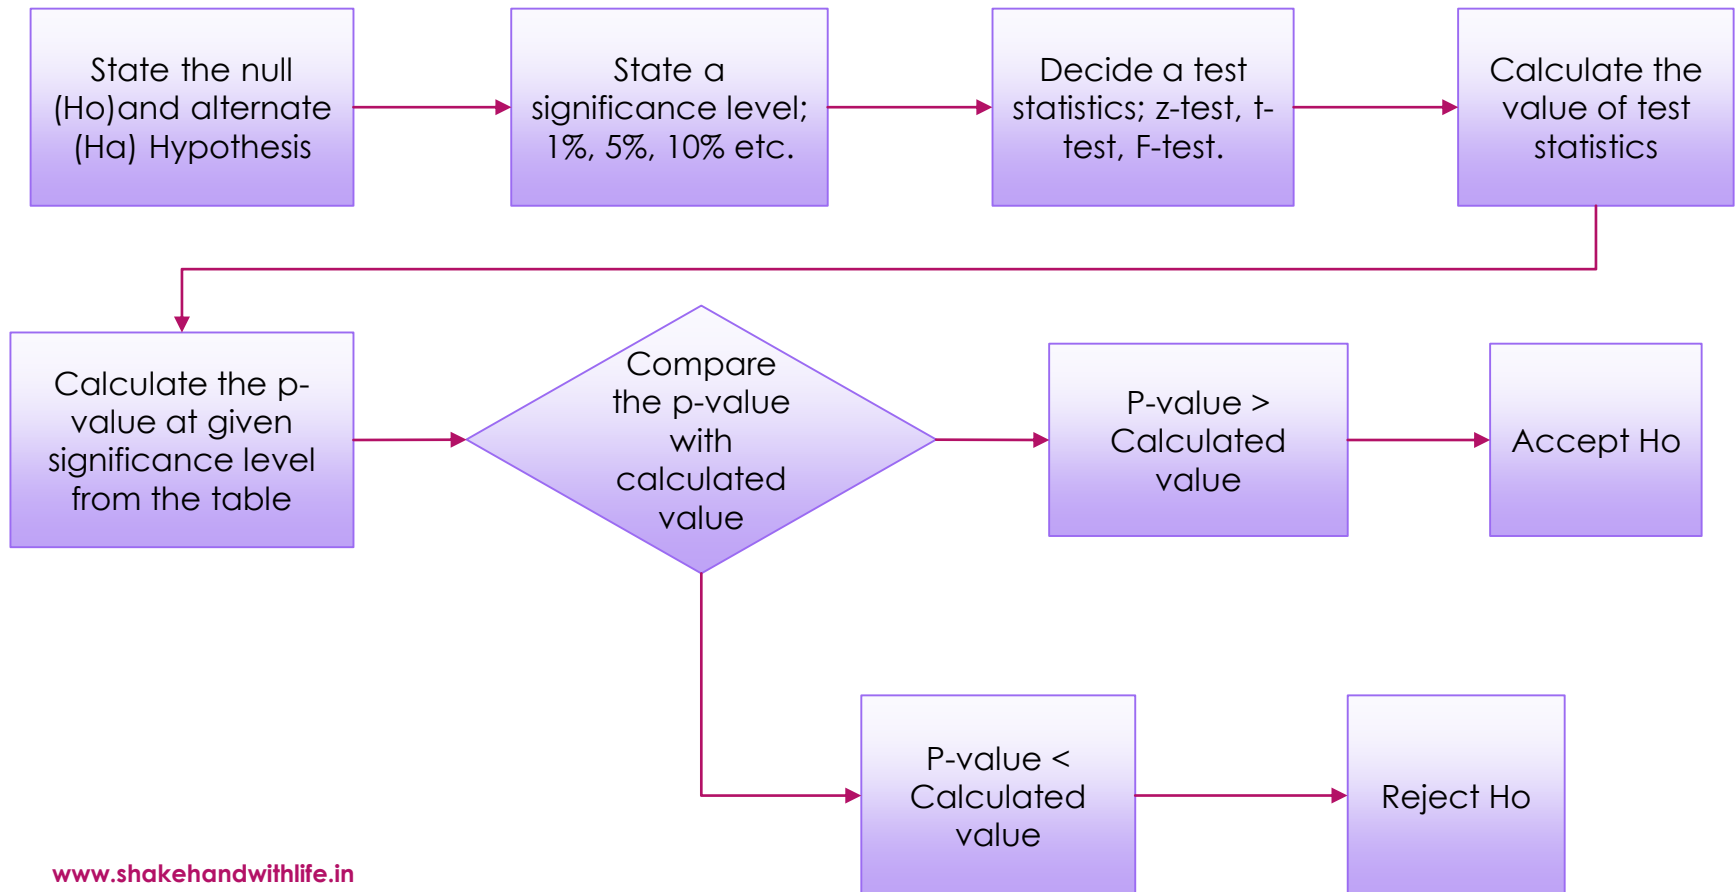 State the null
(Ho)and alternate
(Ha) Hypothesis
State a
significance level;
1%, 5%, 10% etc.
Decide a test
statistics; z-test, t-
test, F-test.
Calculate the
value of test
statistics
Calculate the p-
value at given
significance level
from the table
Compare
the p-value
with
calculated
value
P-value >
Calculated
value
Accept Ho
P-value <
Calculated
value
Reject Ho
www.shakehandwithlife.in